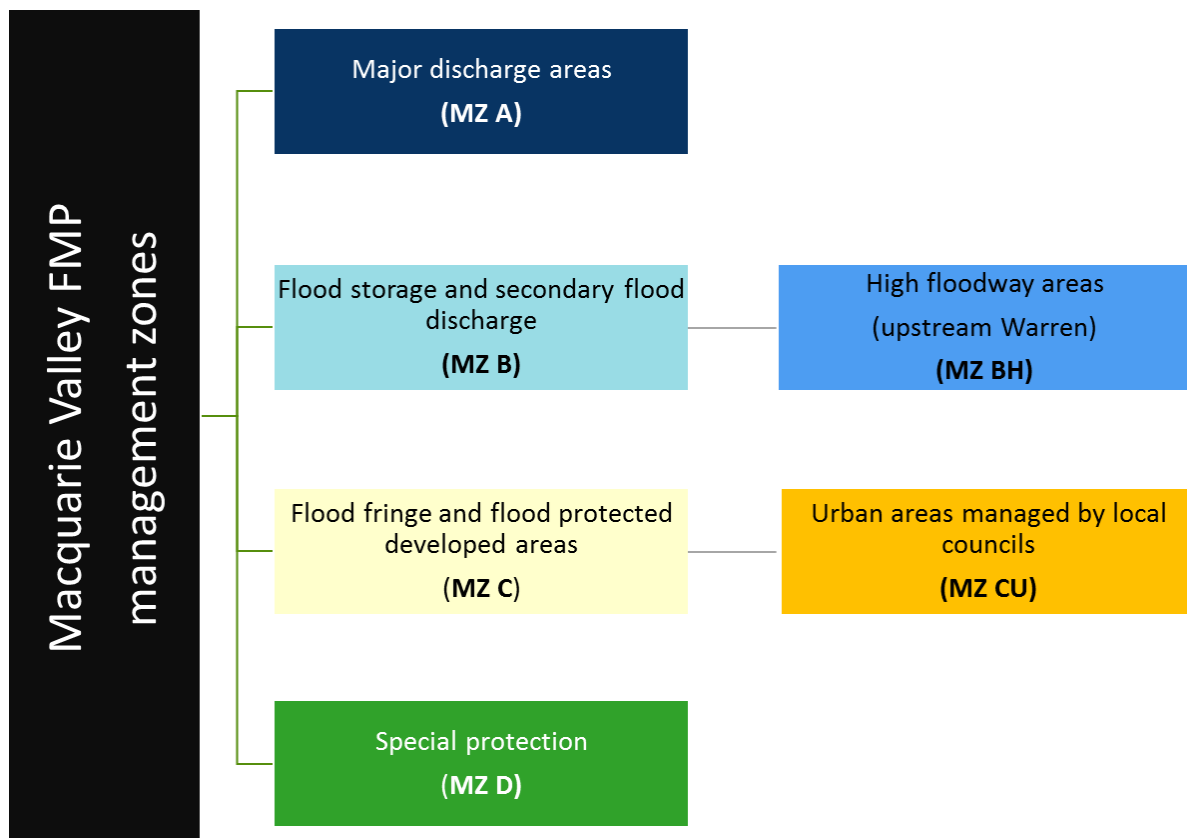 Macquarie Valley FMP
management zones
Major discharge areas
(MZ A)
Flood storage and secondary flood
discharge
(MZ B)
High floodway areas
(upstream Warren)
(MZ BH)
Flood fringe and flood protected
developed areas
(MZ C)
Urban areas managed by local
councils
(MZ CU)
Special protection
(MZ D)